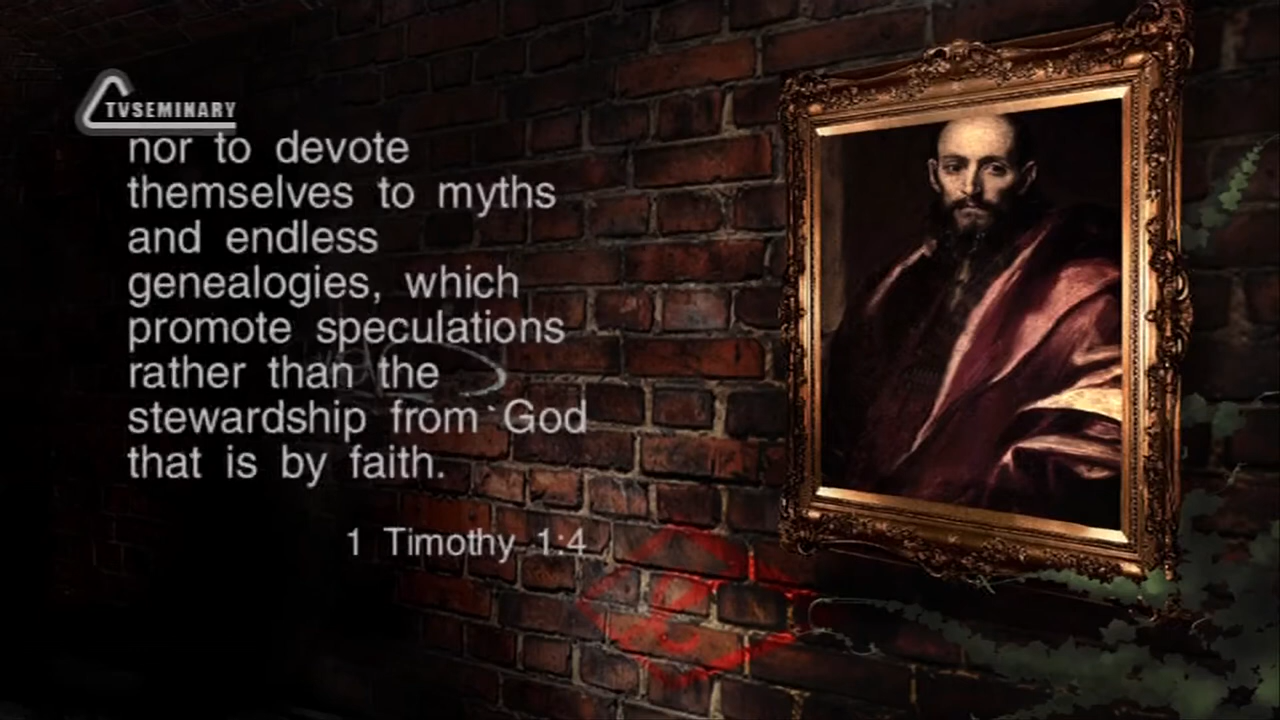 TVSEMINARY
nor to devote
themselves to myths
and endless
genealogies, which
promote speculations
rather than the
stewardship from God
that is by faith.
1 Timothy 1:4